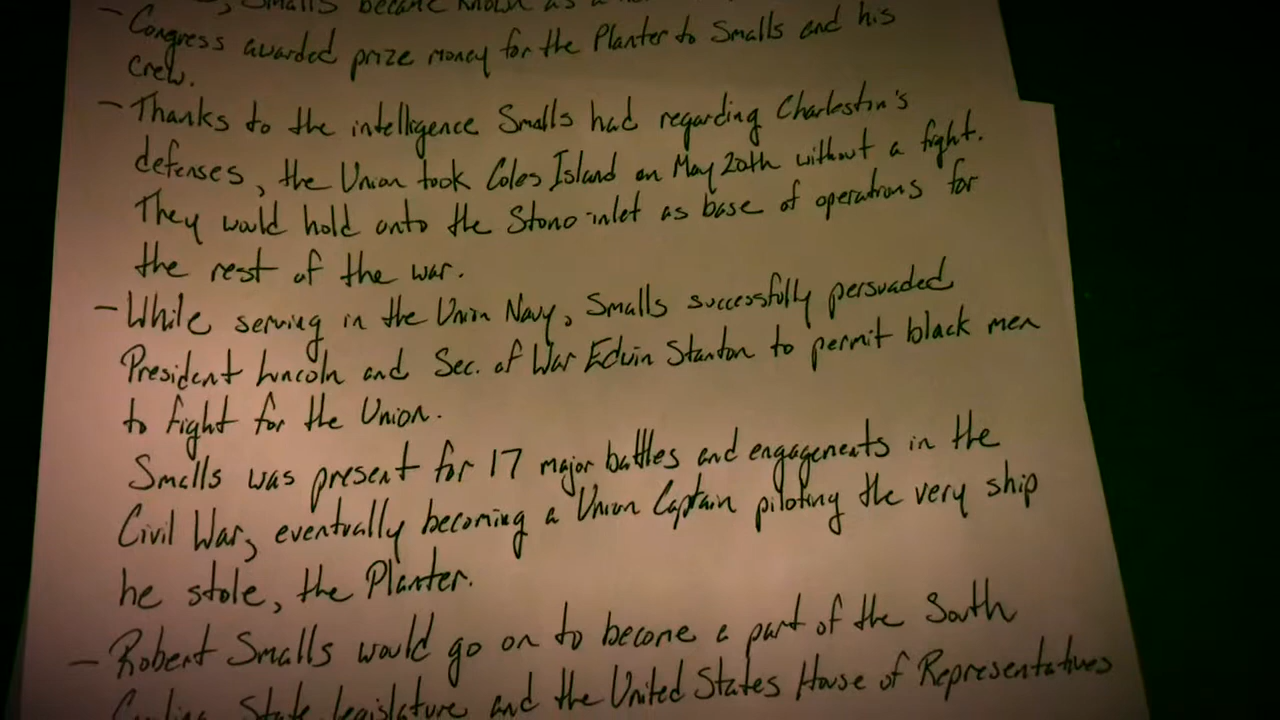 Smalls became known as a
- Congress awarded prize money for the Planter to Smalls and his
crew.
- Thanks to the intelligence Smalls had regarding Charleston's
defenses, the Union took Coles Island on May 20th without a fight.
They would hold onto the Stono inlet as base of operations for
the rest of the war.
- While serving in the Union Navy, Smalls successfully persuaded
President Lincoln and Sec. of War Edwin Stanton to permit black men
to fight for the Union.
Smalls was present for 17 major battles and engagements in the
Civil War, eventually becoming a Union Captain piloting the very ship
he stole, the Planter.
- Robert Smalls would go on to become a part of the South
Carolina State legislature and the United States House of Representatives